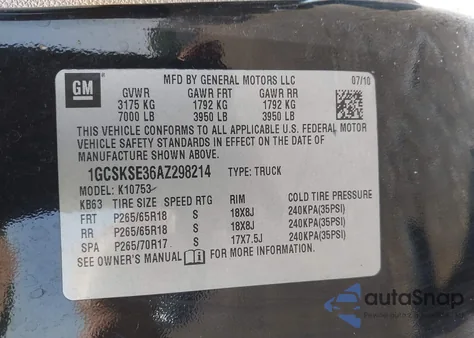 MFD BY GENERAL MOTORS LLC 07/10
GM
GVWR GAWR FRT GAWR RR
3175 KG 1792 KG 1792 KG
7000 LB 3950 LB 3950 LB
THIS VEHICLE CONFORMS TO ALL APPLICABLE U.S. FEDERAL MOTOR
VEHICLE SAFETY STANDARDS IN EFFECT ON THE DATE OF
MANUFACTURE SHOWN ABOVE.
1GCSKSE36AZ298214 TYPE: TRUCK
MODEL: K10753
KB63 TIRE SIZE SPEED RTG RIM COLD TIRE PRESSURE
FRT P265/65R18 S 18X8J 240KPA(35PSI)
RR P265/65R18 S 18X8J 240KPA(35PSI)
SPA P265/70R17 S 17X7.5J 240KPA(35PSI)
SEE OWNER'S MANUAL FOR ADDITIONAL INFORMATION.
autoSnap